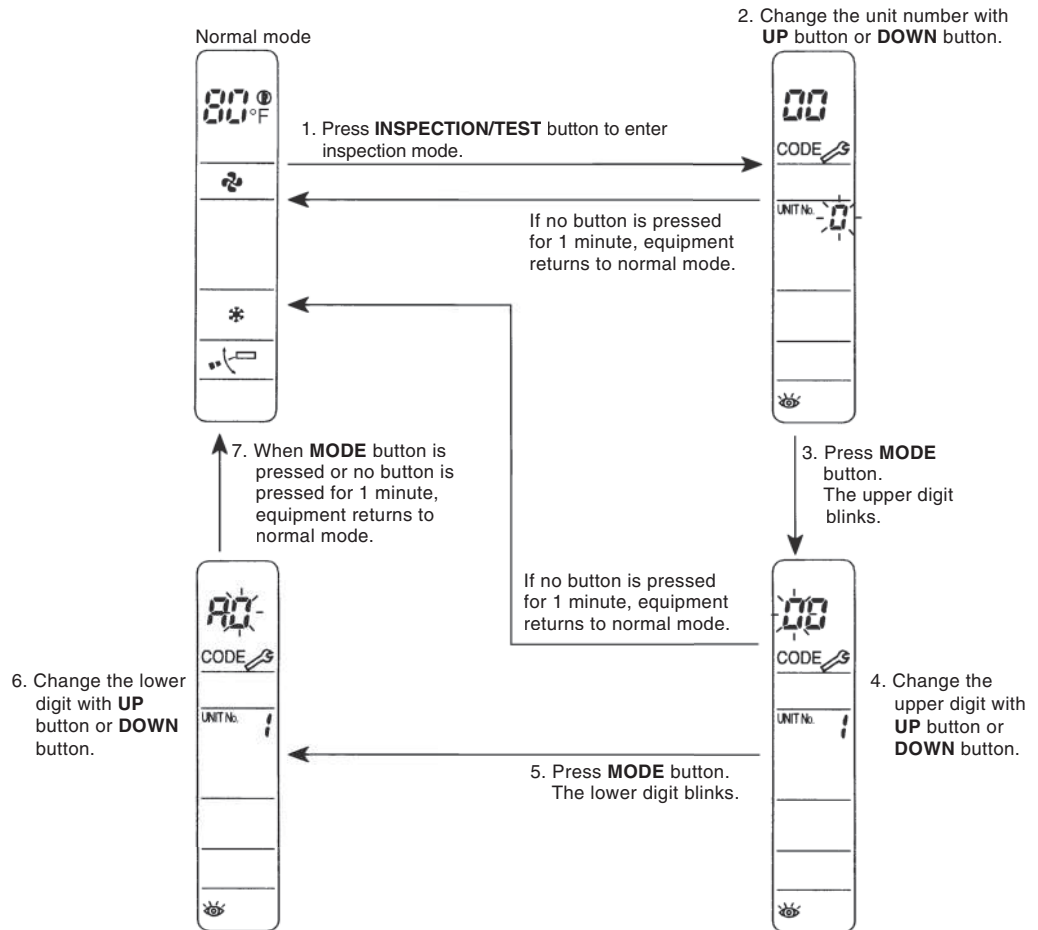 Normal mode
80 °F
1. Press INSPECTION/TEST button to enter
inspection mode.
2. Change the unit number with
UP button or DOWN button.
00
CODE
UNIT No. 0
If no button is pressed
for 1 minute, equipment
returns to normal mode.
3. Press MODE
button.
The upper digit
blinks.
00
CODE
UNIT No. 1
4. Change the
upper digit with
UP button or
DOWN button.
If no button is pressed
for 1 minute, equipment
returns to normal mode.
5. Press MODE button.
The lower digit blinks.
A0
CODE
UNIT No. 1
6. Change the lower
digit with UP
button or DOWN
button.
7. When MODE button is
pressed or no button is
pressed for 1 minute,
equipment returns to
normal mode.